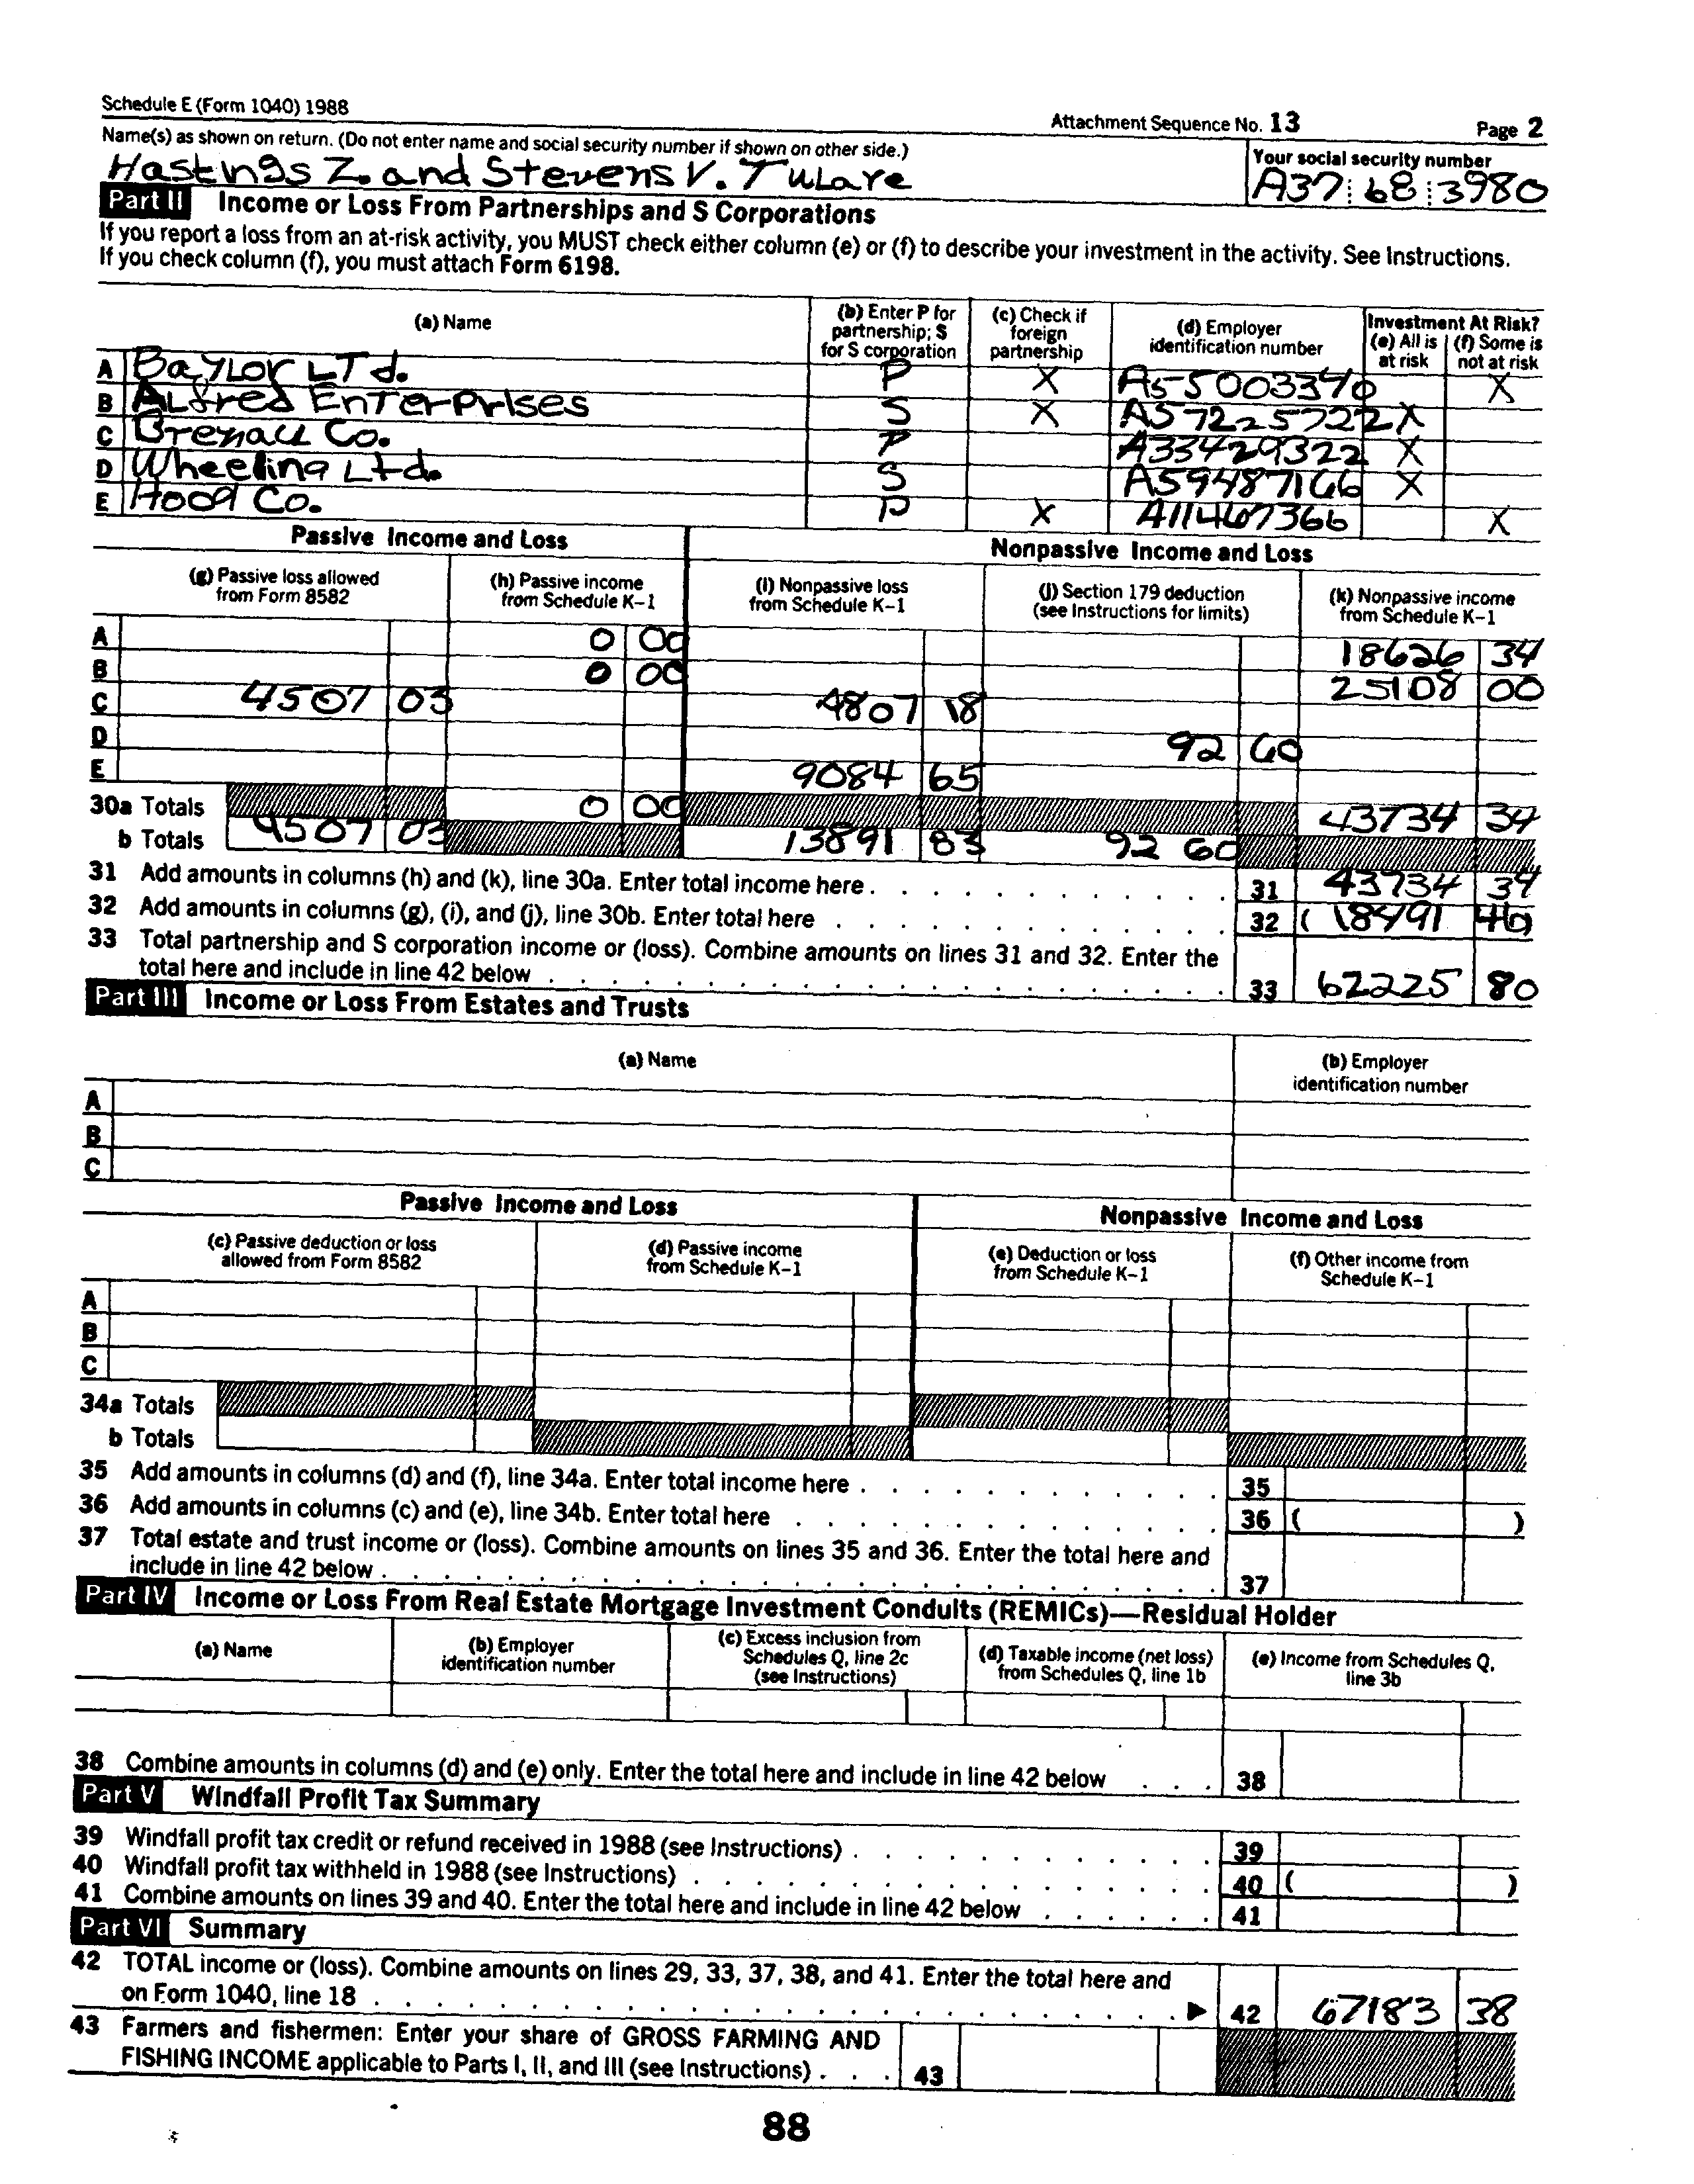 Schedule E (Form 1040) 1988
Attachment Sequence No. 13 Page 2
Name(s) as shown on return. (Do not enter name and social security number if shown on other side.)
Your social security number
Hastings Z. and Stevens V. Tulare
A37 68 3980
Part II Income or Loss From Partnerships and S Corporations
If you report a loss from an at-risk activity, you MUST check either column (e) or (f) to describe your investment in the activity. See Instructions.
If you check column (f), you must attach Form 6198.
(a) Name
(b) Enter P for partnership; S for S corporation
(c) Check if foreign partnership
(d) Employer identification number
Investment At Risk?
(e) All is at risk
(f) Some is not at risk
A Baylor LTd. P X A55003340 X
B Alfred Enterprises S X A57225722 X
C Brenau Co. P A33429322 X
D Wheeling Ltd. S A59487166 X
E Hood Co. P X A11467366 X
Passive Income and Loss
Nonpassive Income and Loss
(g) Passive loss allowed from Form 8582
(h) Passive income from Schedule K-1
(i) Nonpassive loss from Schedule K-1
(j) Section 179 deduction (see Instructions for limits)
(k) Nonpassive income from Schedule K-1
A 0 00 18626 34
B 0 00 25108 00
C 4507 03 4807 18
D 92 60
E 9084 65
30a Totals 0 00 43734 34
b Totals 4507 03 13891 83 92 60
31 Add amounts in columns (h) and (k), line 30a. Enter total income here . 31 43734 34
32 Add amounts in columns (g), (i), and (j), line 30b. Enter total here . 32 ( 18491 46)
33 Total partnership and S corporation income or (loss). Combine amounts on lines 31 and 32. Enter the
total here and include in line 42 below . 33 62225 80
Part III Income or Loss From Estates and Trusts
(a) Name
(b) Employer identification number
A
B
C
Passive Income and Loss
Nonpassive Income and Loss
(c) Passive deduction or loss allowed from Form 8582
(d) Passive income from Schedule K-1
(e) Deduction or loss from Schedule K-1
(f) Other income from Schedule K-1
A
B
C
34a Totals
b Totals
35 Add amounts in columns (d) and (f), line 34a. Enter total income here . 35
36 Add amounts in columns (c) and (e), line 34b. Enter total here . 36 ( )
37 Total estate and trust income or (loss). Combine amounts on lines 35 and 36. Enter the total here and
include in line 42 below . 37
Part IV Income or Loss From Real Estate Mortgage Investment Conduits (REMICs)—Residual Holder
(a) Name
(b) Employer identification number
(c) Excess inclusion from Schedules Q, line 2c (see Instructions)
(d) Taxable income (net loss) from Schedules Q, line 1b
(e) Income from Schedules Q, line 3b
38 Combine amounts in columns (d) and (e) only. Enter the total here and include in line 42 below . . . 38
Part V Windfall Profit Tax Summary
39 Windfall profit tax credit or refund received in 1988 (see Instructions) . 39
40 Windfall profit tax withheld in 1988 (see Instructions) . 40 ( )
41 Combine amounts on lines 39 and 40. Enter the total here and include in line 42 below . 41
Part VI Summary
42 TOTAL income or (loss). Combine amounts on lines 29, 33, 37, 38, and 41. Enter the total here and
on Form 1040, line 18 . ▶ 42 67183 38
43 Farmers and fishermen: Enter your share of GROSS FARMING AND
FISHING INCOME applicable to Parts I, II, and III (see Instructions) . . . 43
88